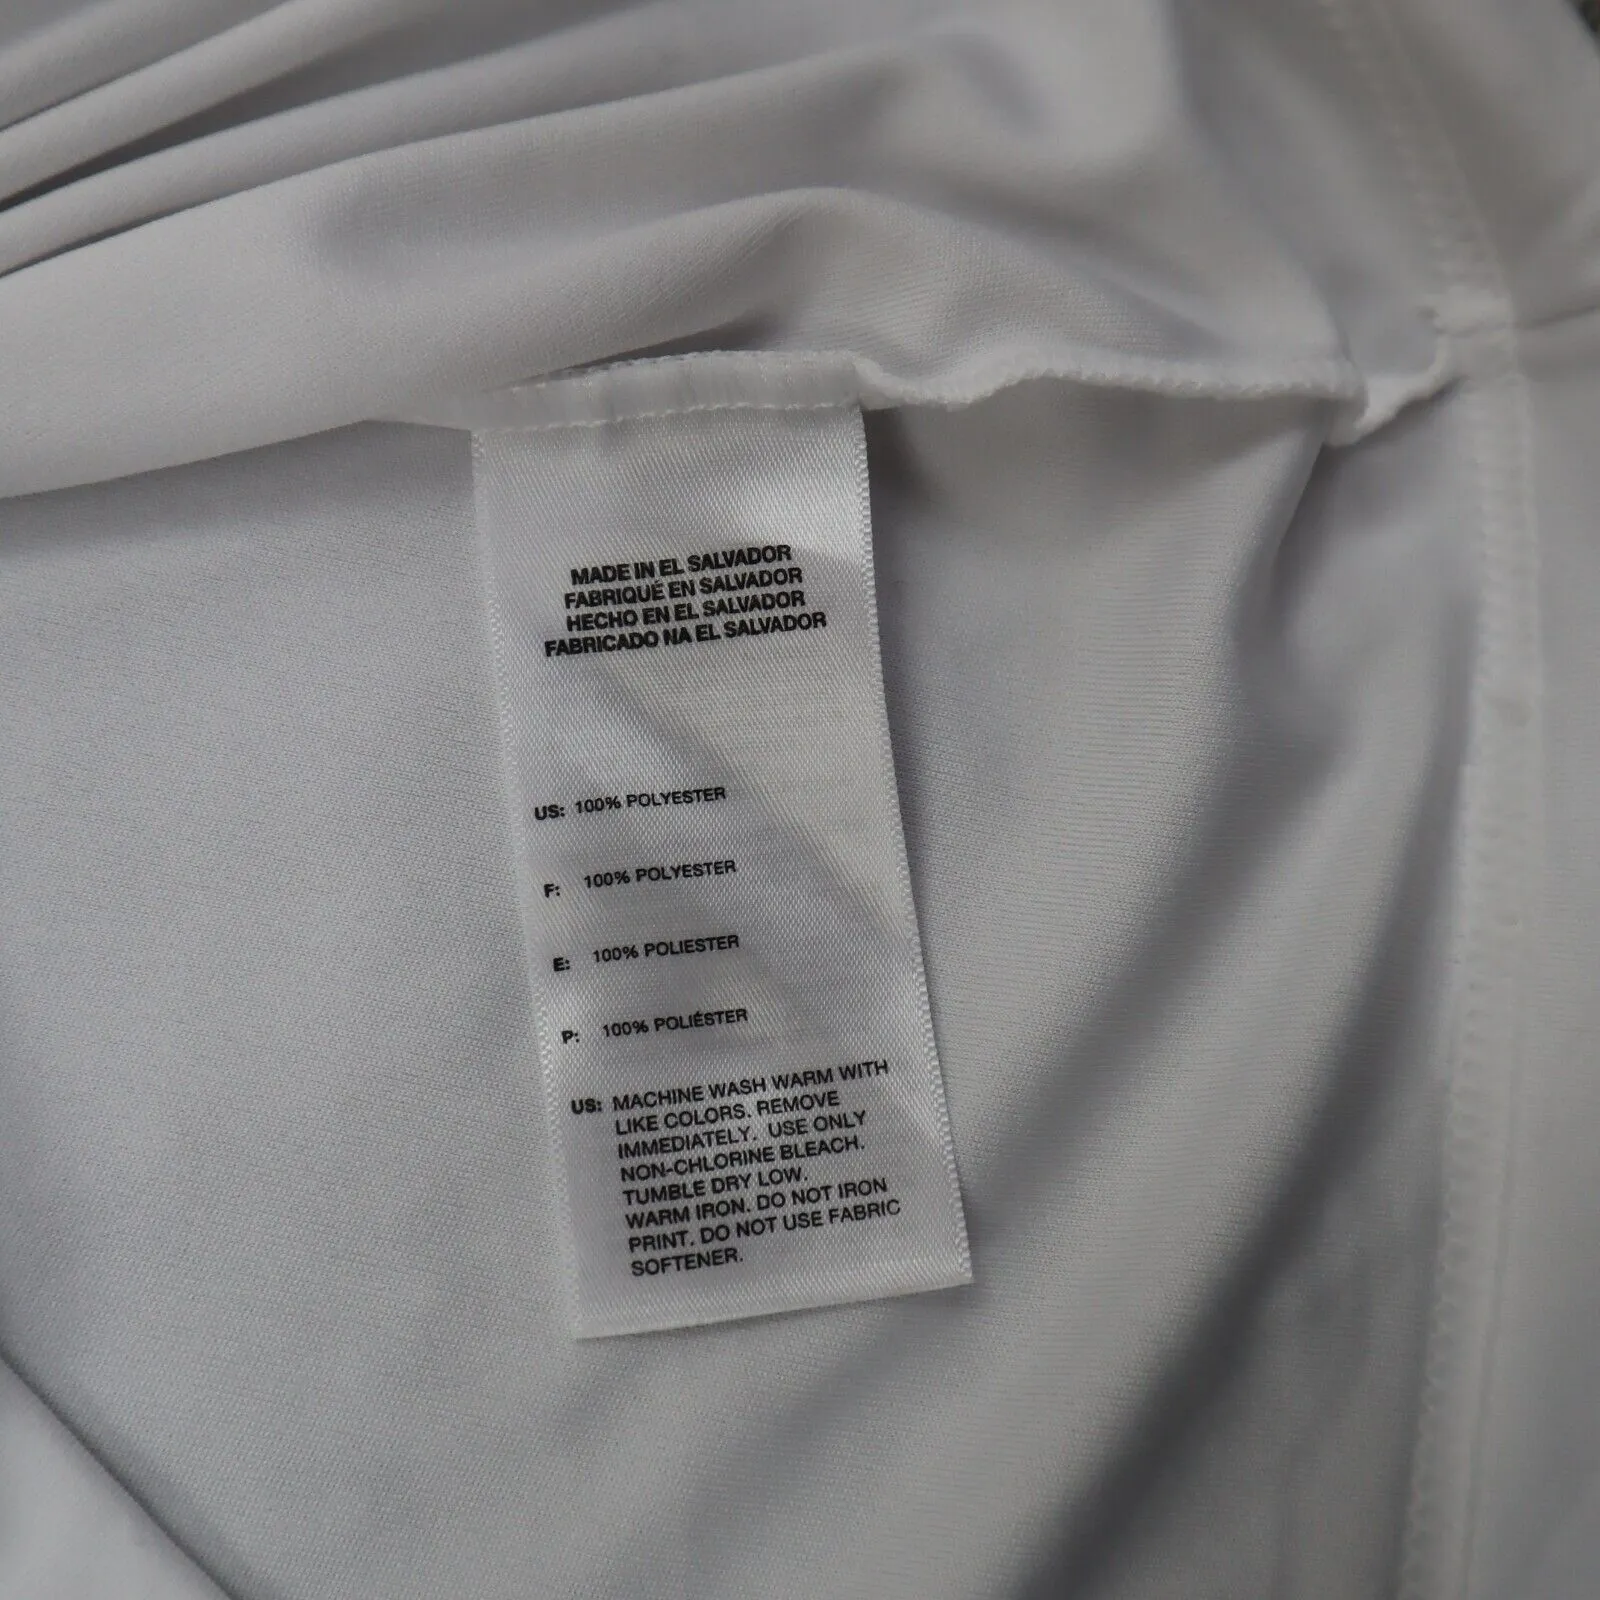 MADE IN EL SALVADOR
FABRIQUÉ EN SALVADOR
HECHO EN EL SALVADOR
FABRICADO NA EL SALVADOR
US: 100% POLYESTER
F: 100% POLYESTER
E: 100% POLIESTER
P: 100% POLIÉSTER
US: MACHINE WASH WARM WITH
LIKE COLORS. REMOVE
IMMEDIATELY. USE ONLY
NON-CHLORINE BLEACH.
TUMBLE DRY LOW.
WARM IRON. DO NOT IRON
PRINT. DO NOT USE FABRIC
SOFTENER.